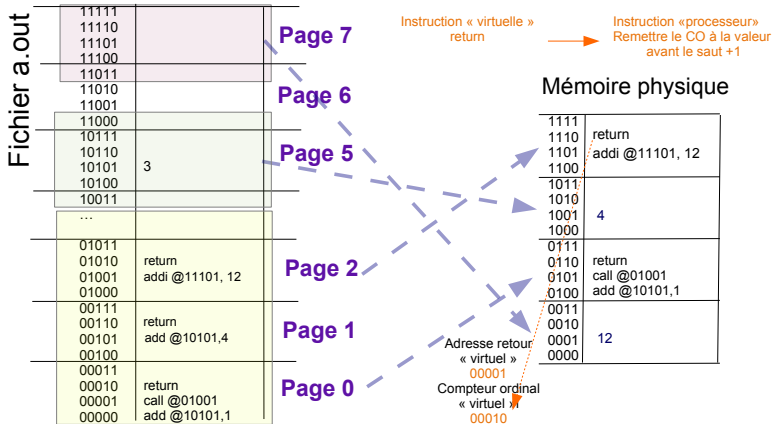 Fichier a.out
11111
11110
11101
11100
11011
11010
11001
11000
10111
10110
10101 3
10100
10011
...
01011
01010 return
01001 addi @11101, 12
01000
00111
00110 return
00101 add @10101,4
00100
00011
00010 return
00001 call @01001
00000 add @10101,1
Page 7
Page 6
Page 5
Page 2
Page 1
Page 0
Instruction « virtuelle »
return
Instruction «processeur»
Remettre le CO à la valeur
avant le saut +1
Mémoire physique
1111
1110 return
1101 addi @11101, 12
1100
1011
1010
1001 4
1000
0111
0110 return
0101 call @01001
0100 add @10101,1
0011
0010
0001 12
0000
Adresse retour
« virtuel »
00001
Compteur ordinal
« virtuel »
00010